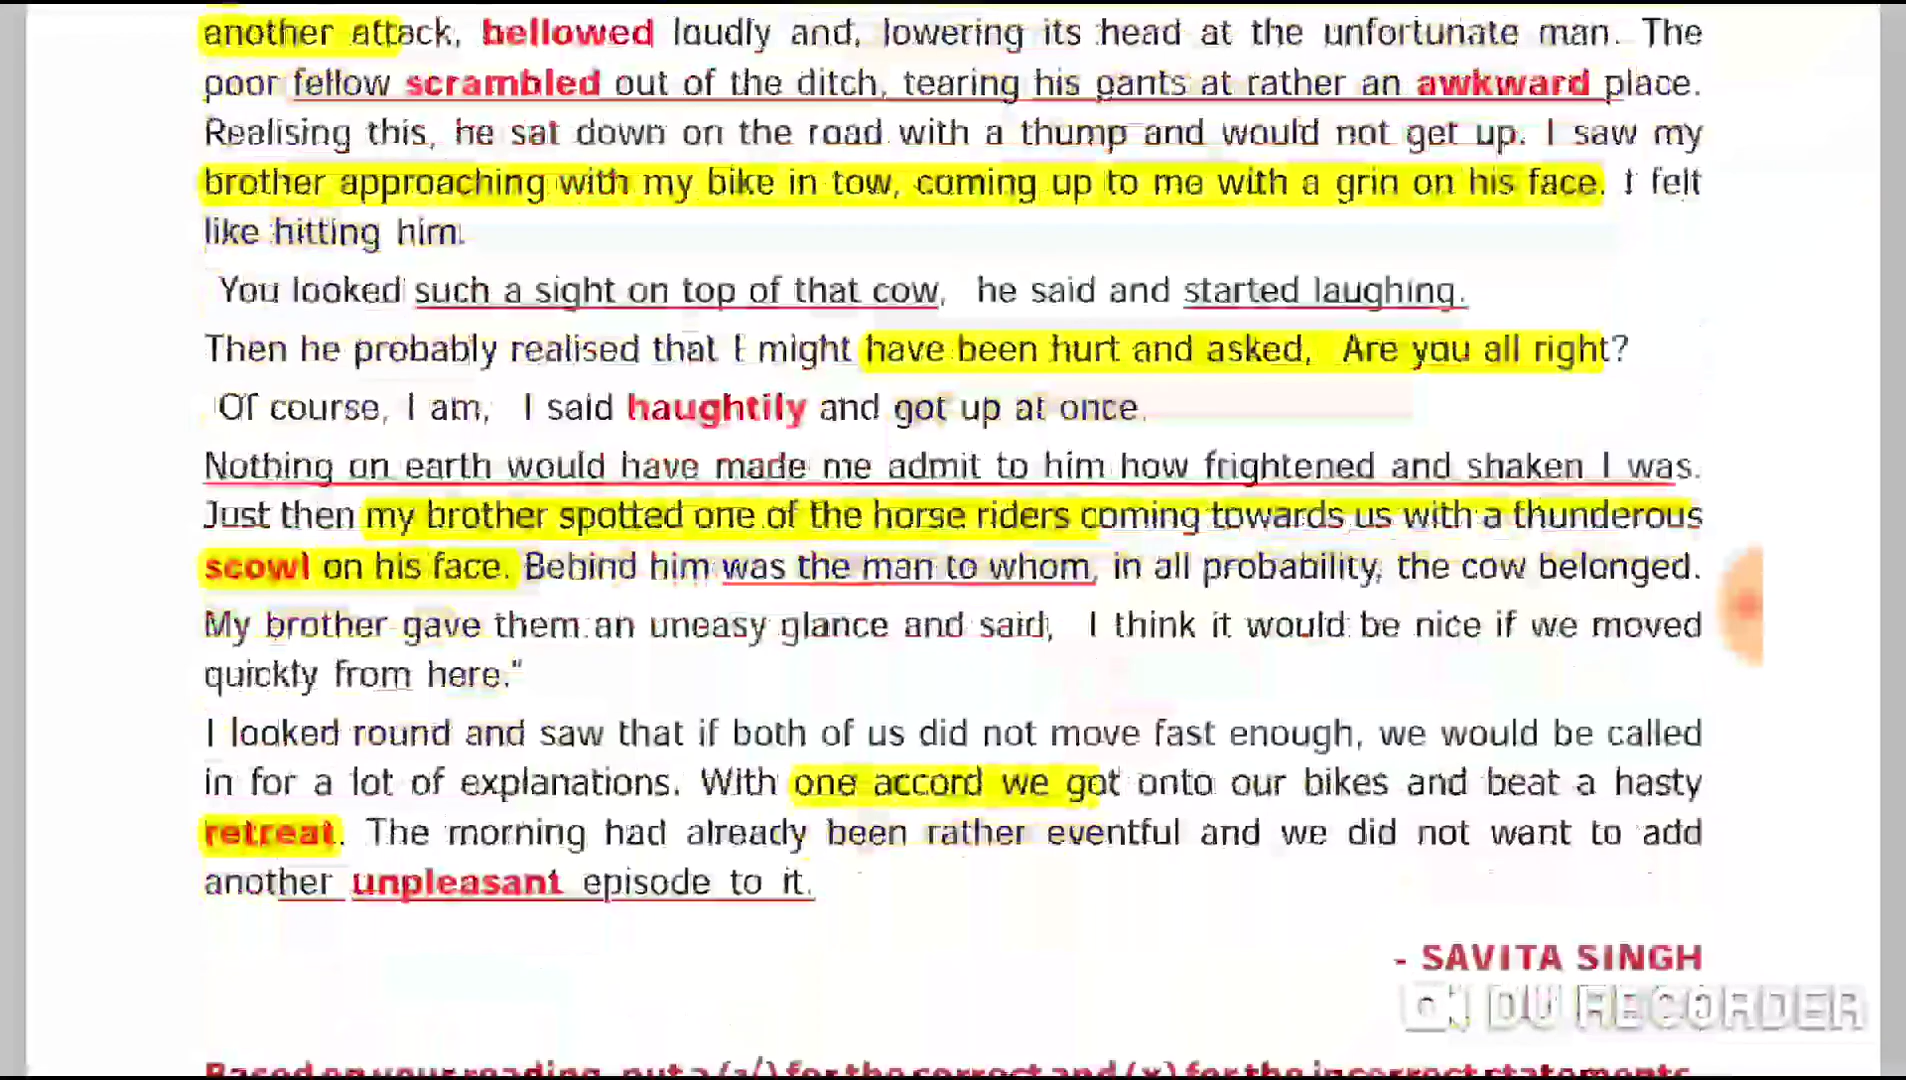 another attack, bellowed loudly and, lowering its head at the unfortunate man. The
poor fellow scrambled out of the ditch, tearing his pants at rather an awkward place.
Realising this, he sat down on the road with a thump and would not get up. I saw my
brother approaching with my bike in tow, coming up to me with a grin on his face. I felt
like hitting him.
You looked such a sight on top of that cow, he said and started laughing.
Then he probably realised that I might have been hurt and asked, Are you all right?
Of course, I am, I said haughtily and got up at once.
Nothing on earth would have made me admit to him how frightened and shaken I was.
Just then my brother spotted one of the horse riders coming towards us with a thunderous
scowl on his face. Behind him was the man to whom, in all probability, the cow belonged.
My brother gave them an uneasy glance and said, I think it would be nice if we moved
quickly from here."
I looked round and saw that if both of us did not move fast enough, we would be called
in for a lot of explanations. With one accord we got onto our bikes and beat a hasty
retreat. The morning had already been rather eventful and we did not want to add
another unpleasant episode to it.
- SAVITA SINGH
DU RECORDER
Based on your reading, put a (√) for the correct and (x) for the incorrect statements.